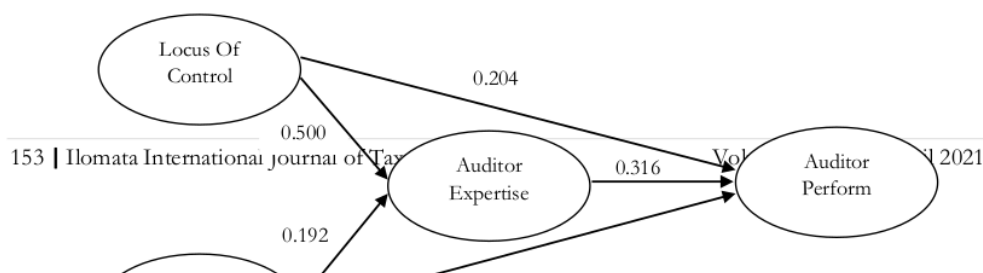 Locus Of
Control
0.204
0.500
153 | Ilomata International Journal of Tax
Vol
il 2021
Auditor
Expertise
0.316
Auditor
Perform
0.192